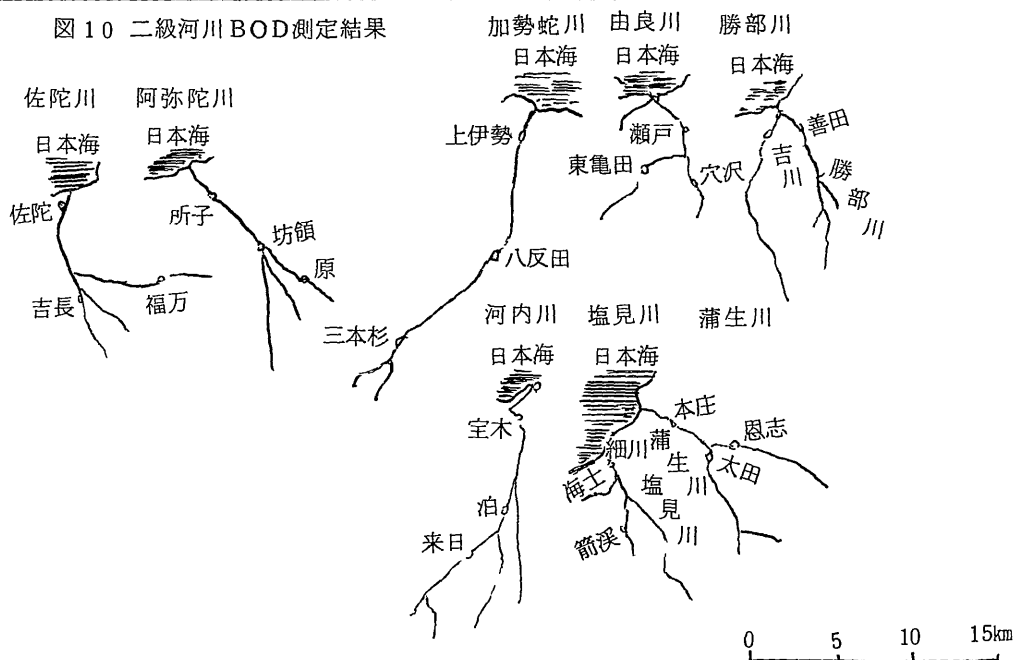 図10 二級河川BOD測定結果
加勢蛇川
日本海
上伊勢
八反田
三本杉
由良川
日本海
瀬戸
東亀田
穴沢
勝部川
日本海
善田
吉川
勝部川
佐陀川
日本海
佐陀
吉長
福万
阿弥陀川
日本海
所子
坊領
原
河内川
日本海
宝木
泊
来日
塩見川
日本海
細川
海士
塩見川
箭渓
蒲生川
本庄
蒲生川
恩志
太田
0 5 10 15km